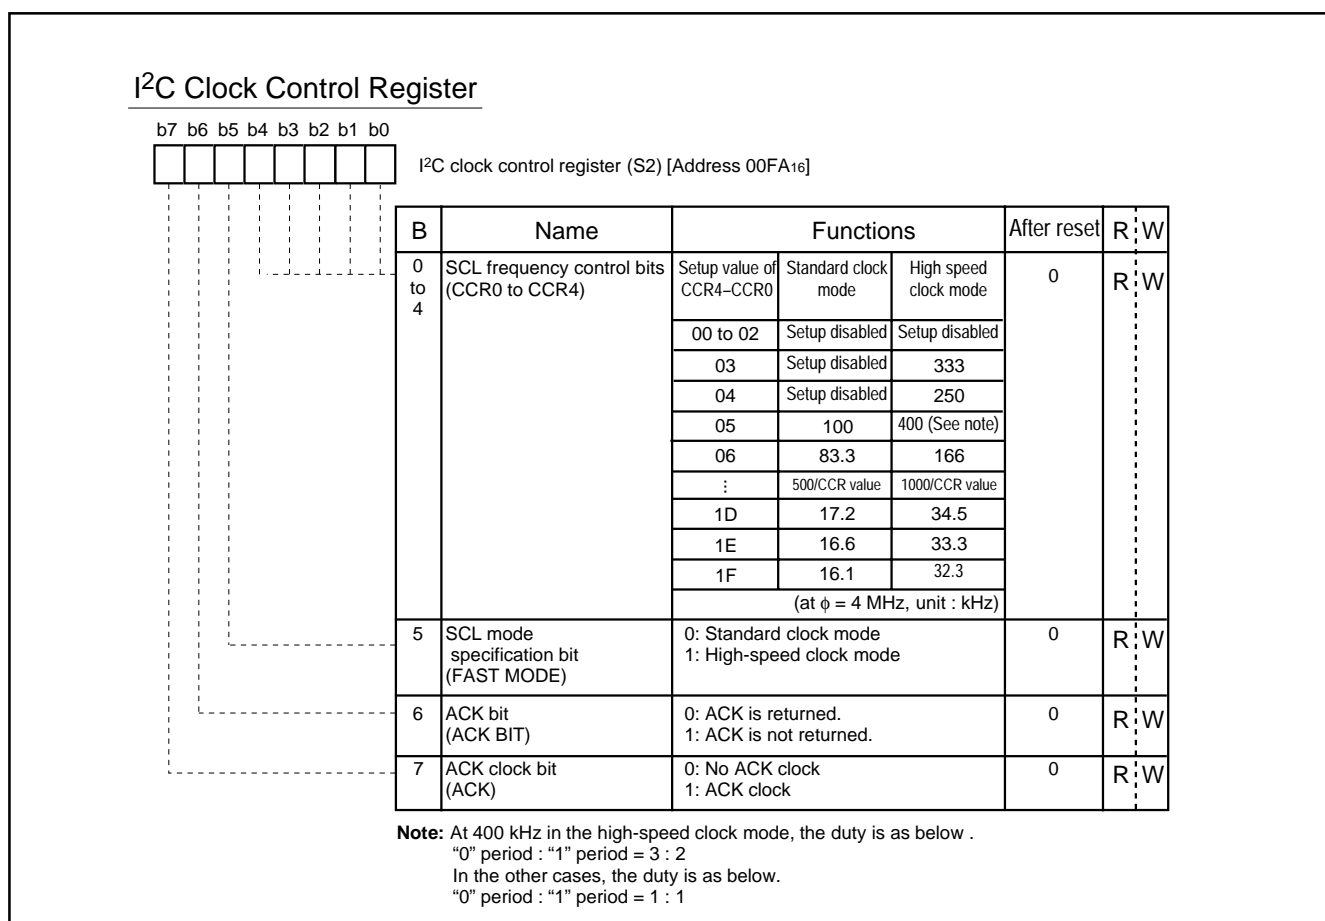 I2C Clock Control Register
b7 b6 b5 b4 b3 b2 b1 b0
I2C clock control register (S2) [Address 00FA16]
B Name Functions After reset R W
0 to 4 SCL frequency control bits (CCR0 to CCR4) Setup value of CCR4–CCR0 Standard clock mode High speed clock mode 0 R W
00 to 02 Setup disabled Setup disabled
03 Setup disabled 333
04 Setup disabled 250
05 100 400 (See note)
06 83.3 166
⋮ 500/CCR value 1000/CCR value
1D 17.2 34.5
1E 16.6 33.3
1F 16.1 32.3
(at ϕ = 4 MHz, unit : kHz)
5 SCL mode 0: Standard clock mode 0 R W
specification bit 1: High-speed clock mode
(FAST MODE)
6 ACK bit 0: ACK is returned. 0 R W
(ACK BIT) 1: ACK is not returned.
7 ACK clock bit 0: No ACK clock 0 R W
(ACK) 1: ACK clock
Note: At 400 kHz in the high-speed clock mode, the duty is as below .
“0” period : “1” period = 3 : 2
In the other cases, the duty is as below.
“0” period : “1” period = 1 : 1